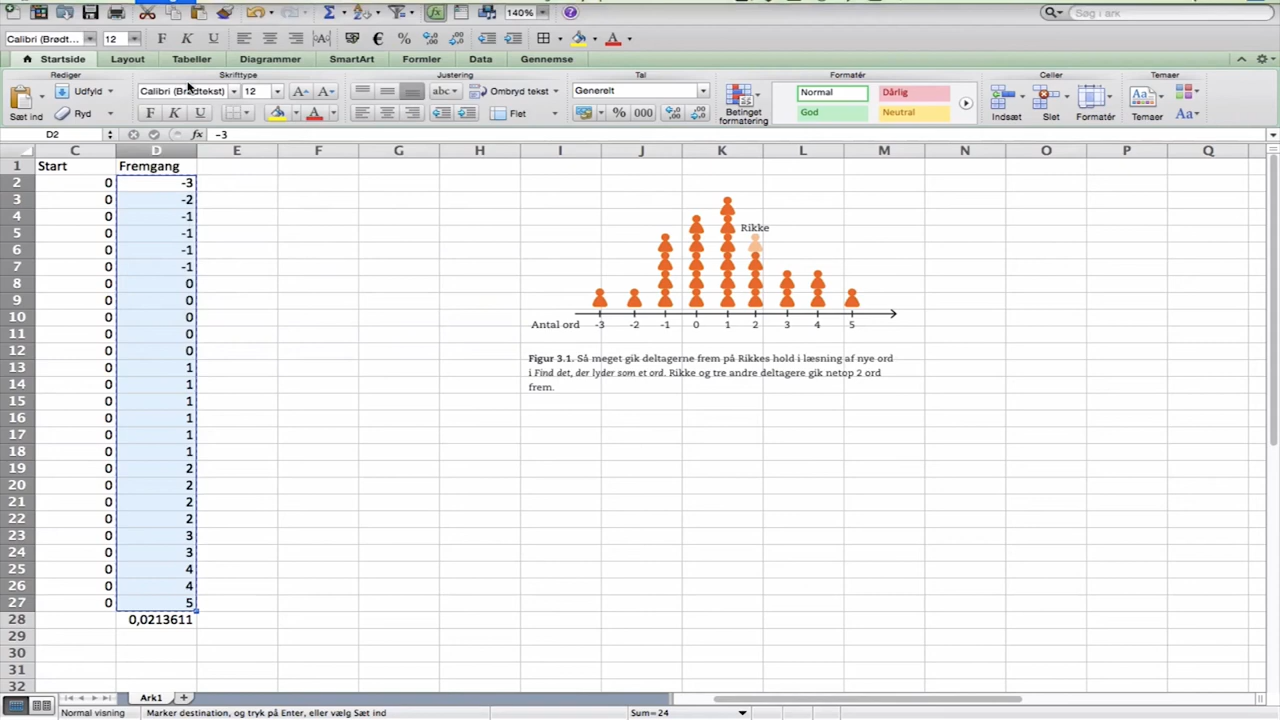 140%
Søg i ark
Calibri (Brødt...
12
F K U
ABC
€ %
F A
Startside
Layout
Tabeller
Diagrammer
SmartArt
Formler
Data
Gennemse
Rediger
Skrifttype
Justering
Tal
Formatér
Celler
Temaer
Udfyld
Calibri (Brødtekst)
12
A A
abc
Ombryd tekst
Generelt
Normal
Dårlig
Sæt ind
Ryd
F K U
A
Flet
% 000
Betinget formatering
God
Neutral
Indsæt
Slet
Formatér
Temaer
Aa
D2
fx
-3
C D E F G H I J K L M N O P Q
1 Start Fremgang
2 0 -3
3 0 -2
4 0 -1
5 0 -1
6 0 -1
7 0 -1
8 0 0
9 0 0
10 0 0
11 0 0
12 0 0
13 0 1
14 0 1
15 0 1
16 0 1
17 0 1
18 0 1
19 0 2
20 0 2
21 0 2
22 0 2
23 0 3
24 0 3
25 0 4
26 0 4
27 0 5
28 0,0213611
29
30
31
32
Rikke
Antal ord -3 -2 -1 0 1 2 3 4 5
Figur 3.1. Så meget gik deltagerne frem på Rikkes hold i læsning af nye ord
i Find det, der lyder som et ord. Rikke og tre andre deltagere gik netop 2 ord
frem.
Ark1
Normal visning
Marker destination, og tryk på Enter, eller vælg Sæt ind
Sum=24